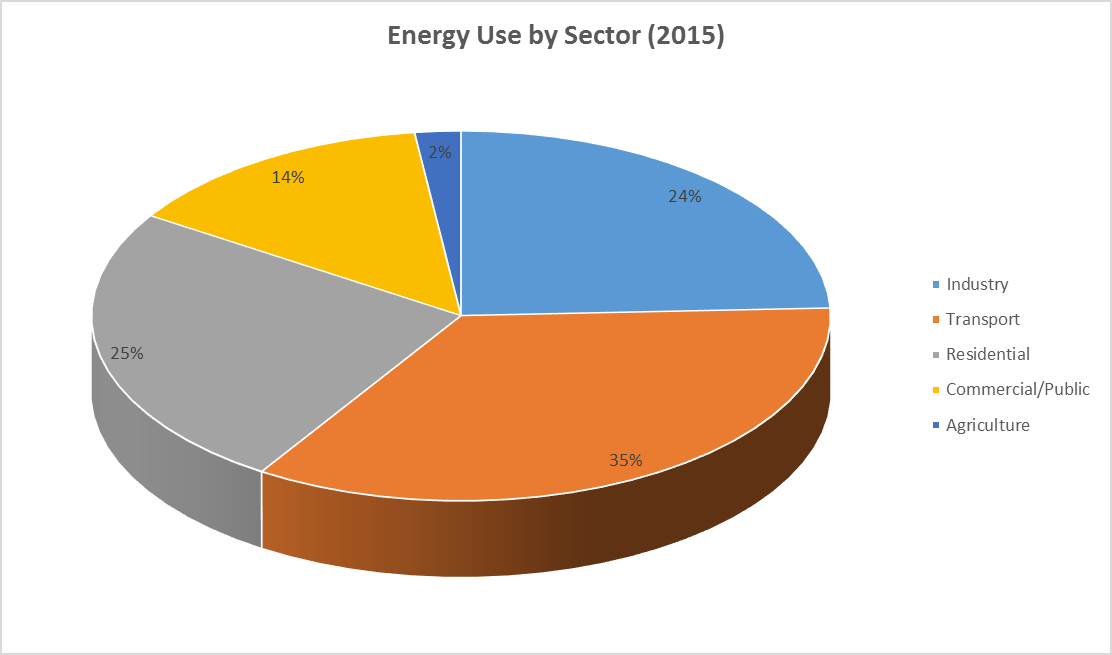 Energy Use by Sector (2015)
2%
14%
24%
25%
35%
Industry
Transport
Residential
Commercial/Public
Agriculture